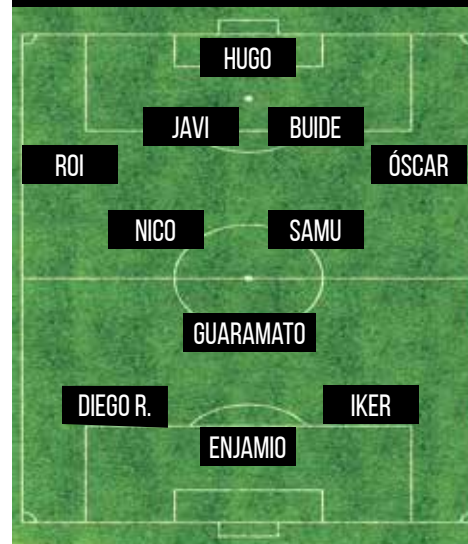 HUGO
JAVI BUIDE
ROI ÓSCAR
NICO SAMU
GUARAMATO
DIEGO R. IKER
ENJAMIO